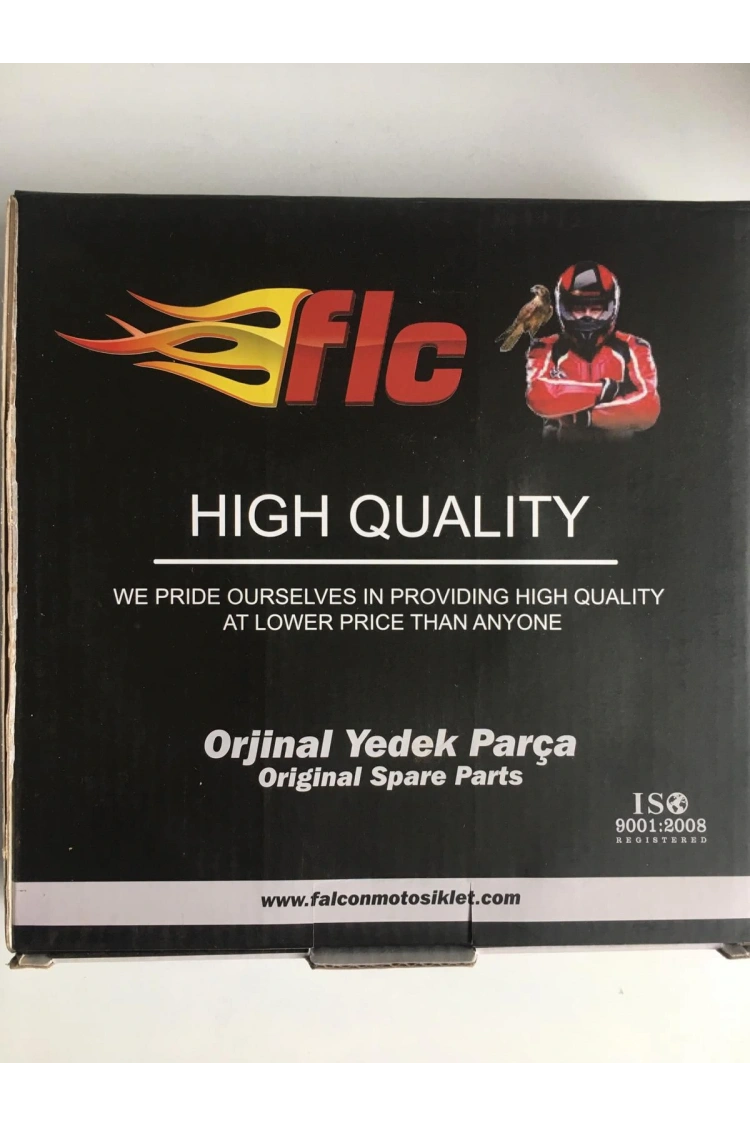 flc
HIGH QUALITY
WE PRIDE OURSELVES IN PROVIDING HIGH QUALITY
AT LOWER PRICE THAN ANYONE
Orjinal Yedek Parça
Original Spare Parts
ISO
9001:2008
REGISTERED
www.falconmotosiklet.com